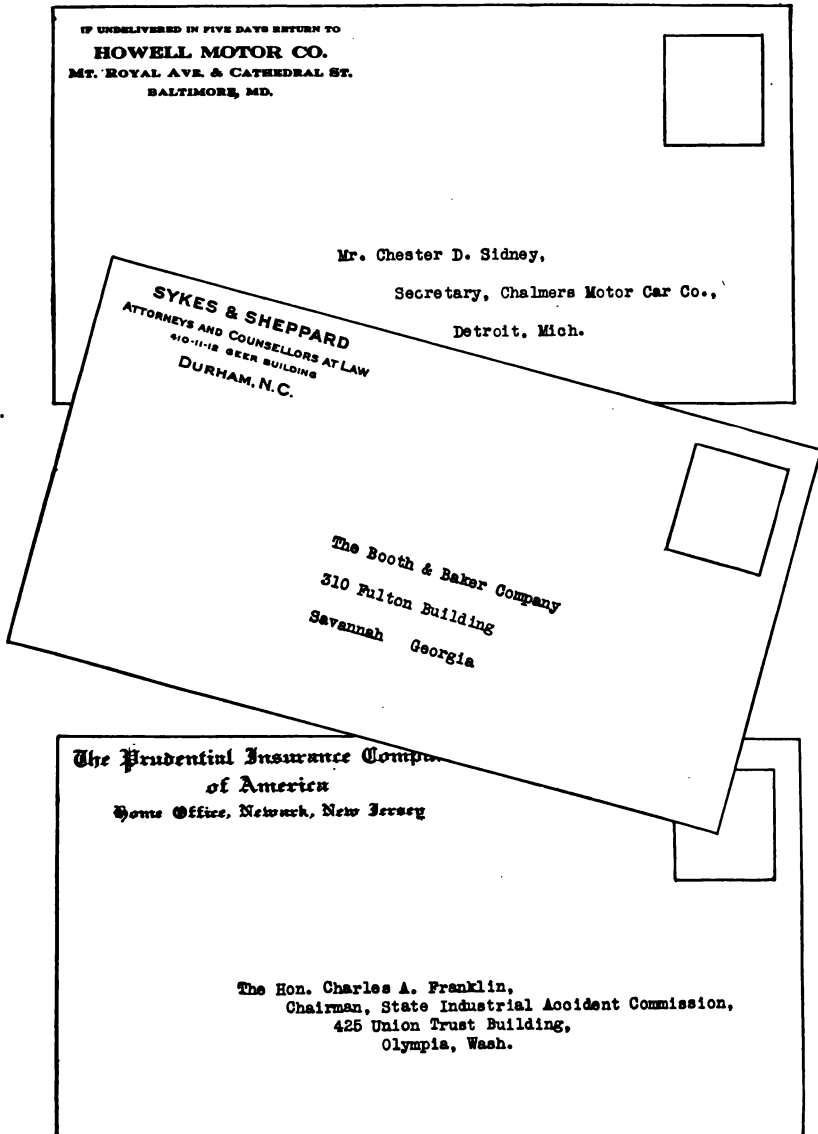 IF UNDELIVERED IN FIVE DAYS RETURN TO
HOWELL MOTOR CO.
MT. ROYAL AVE. & CATHEDRAL ST.
BALTIMORE, MD.
Mr. Chester D. Sidney,
Secretary, Chalmers Motor Car Co.,
Detroit, Mich.
SYKES & SHEPPARD
ATTORNEYS AND COUNSELLORS AT LAW
410-11-12 GEER BUILDING
DURHAM, N.C.
The Booth & Baker Company
310 Fulton Building
Savannah Georgia
The Prudential Insurance Compa
of America
Home Office, Newark, New Jersey
The Hon. Charles A. Franklin,
Chairman, State Industrial Accident Commission,
425 Union Trust Building,
Olympia, Wash.